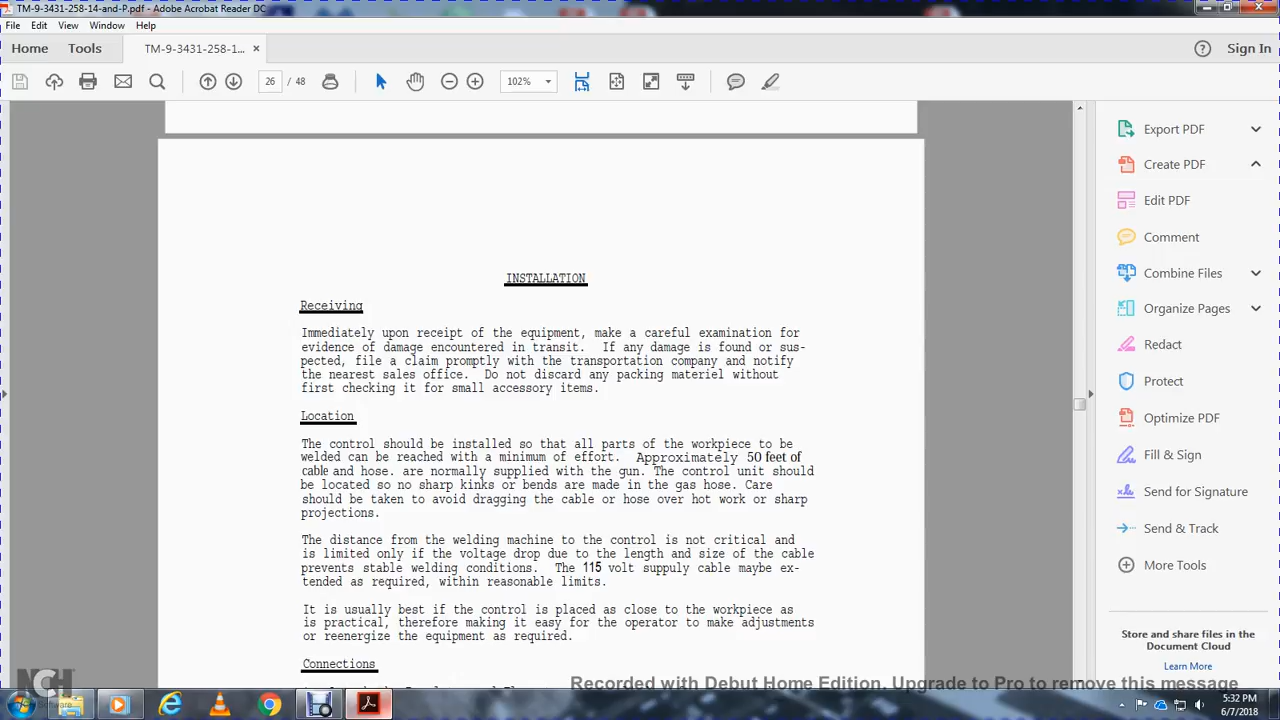 TM-9-3431-258-14-and-P.pdf - Adobe Acrobat Reader DC
File Edit View Window Help
Home Tools TM-9-3431-258-1... × Sign In
26 / 48 102%
INSTALLATION
Receiving
Immediately upon receipt of the equipment, make a careful examination for
evidence of damage encountered in transit. If any damage is found or sus-
pected, file a claim promptly with the transportation company and notify
the nearest sales office. Do not discard any packing materiel without
first checking it for small accessory items.
Location
The control should be installed so that all parts of the workpiece to be
welded can be reached with a minimum of effort. Approximately 50 feet of
cable and hose. are normally supplied with the gun. The control unit should
be located so no sharp kinks or bends are made in the gas hose. Care
should be taken to avoid dragging the cable or hose over hot work or sharp
projections.
The distance from the welding machine to the control is not critical and
is limited only if the voltage drop due to the length and size of the cable
prevents stable welding conditions. The 115 volt suppuly cable maybe ex-
tended as required, within reasonable limits.
It is usually best if the control is placed as close to the workpiece as
is practical, therefore making it easy for the operator to make adjustments
or reenergize the equipment as required.
Connections
Export PDF
Create PDF
Edit PDF
Comment
Combine Files
Organize Pages
Redact
Protect
Optimize PDF
Fill & Sign
Send for Signature
Send & Track
More Tools
Store and share files in the
Document Cloud
Learn More
NCH
Software
Recorded with Debut Home Edition. Upgrade to Pro to remove this message
5:32 PM
6/7/2018